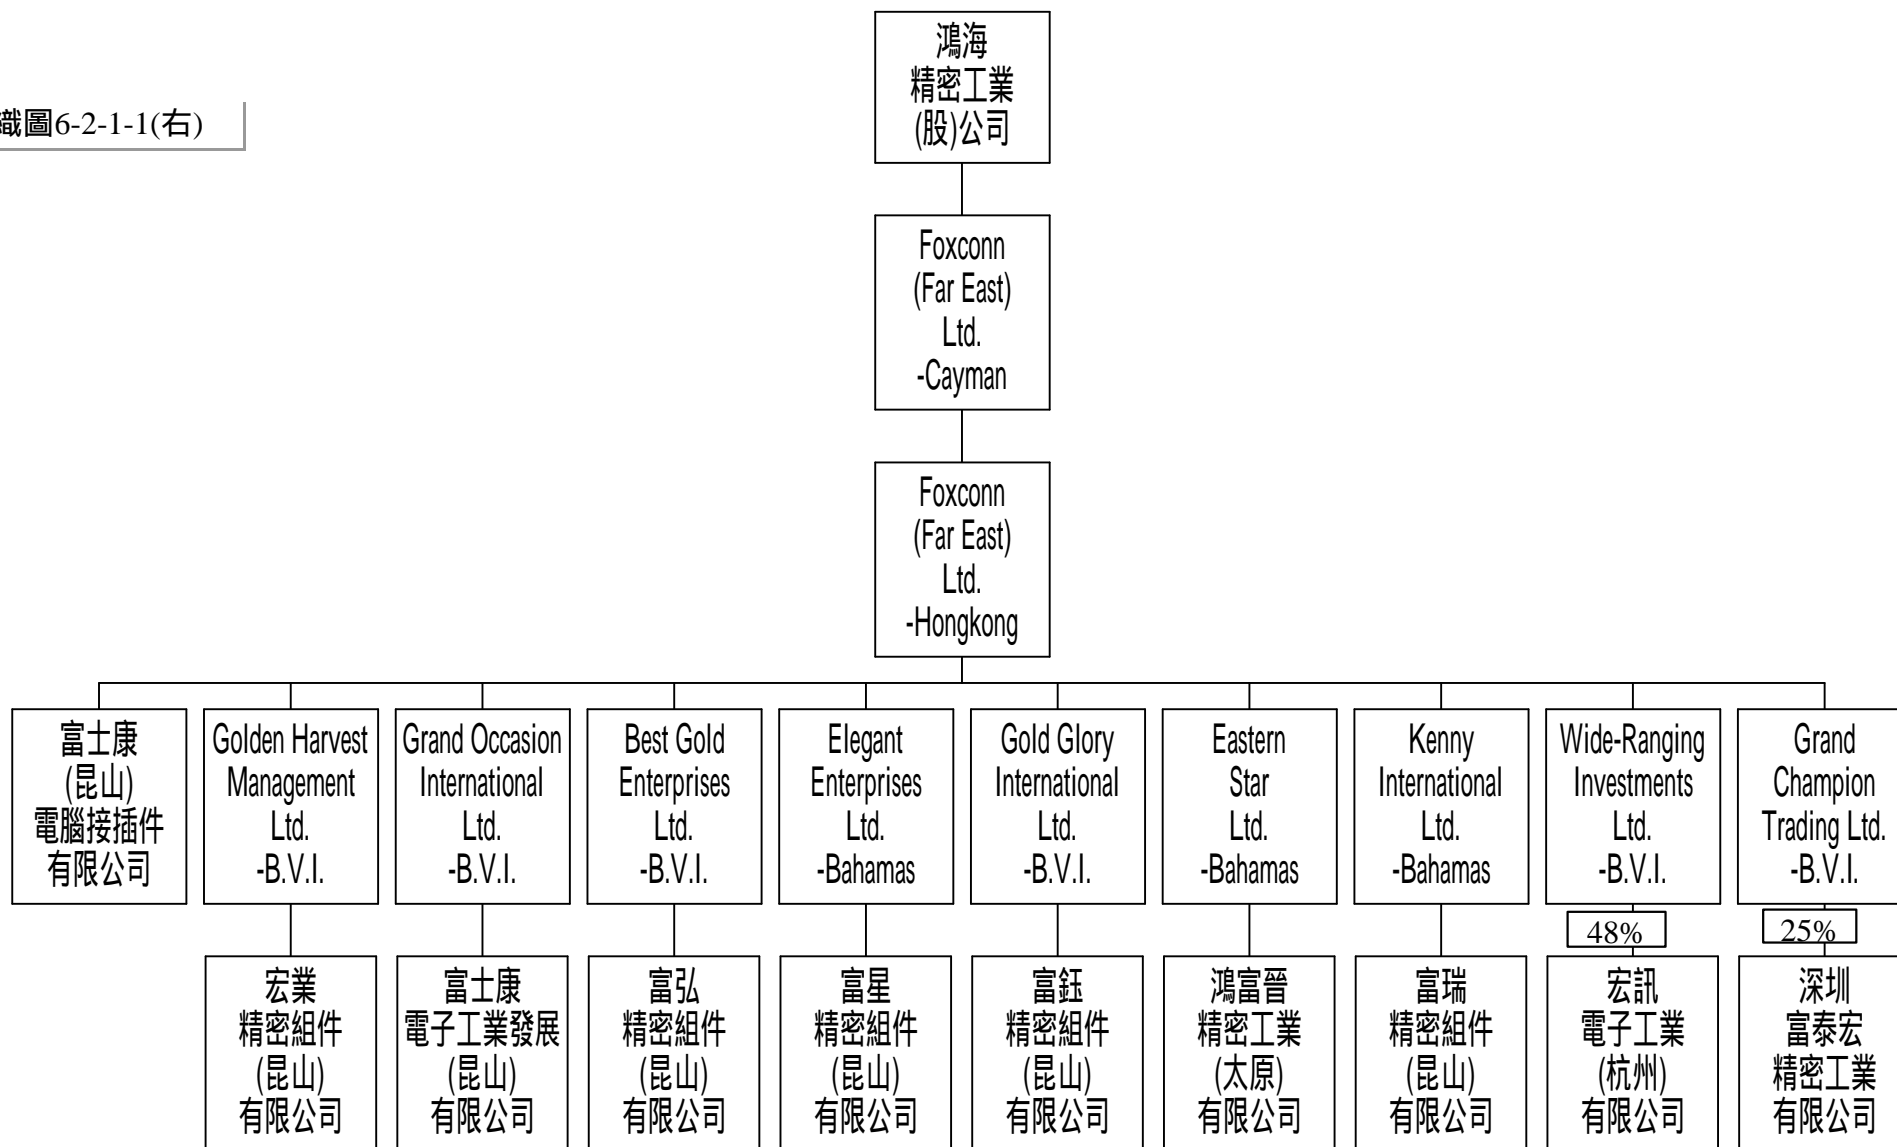 鴻海
精密工業
(股)公司
織圖6-2-1-1(右)
Foxconn
(Far East)
Ltd.
-Cayman
Foxconn
(Far East)
Ltd.
-Hongkong
富士康
(昆山)
電腦接插件
有限公司
Golden Harvest
Management
Ltd.
-B.V.I.
Grand Occasion
International
Ltd.
-B.V.I.
Best Gold
Enterprises
Ltd.
-B.V.I.
Elegant
Enterprises
Ltd.
-Bahamas
Gold Glory
International
Ltd.
-B.V.I.
Eastern
Star
Ltd.
-Bahamas
Kenny
International
Ltd.
-Bahamas
Wide-Ranging
Investments
Ltd.
-B.V.I.
Grand
Champion
Trading Ltd.
-B.V.I.
48%
25%
宏業
精密組件
(昆山)
有限公司
富士康
電子工業發展
(昆山)
有限公司
富弘
精密組件
(昆山)
有限公司
富星
精密組件
(昆山)
有限公司
富鈺
精密組件
(昆山)
有限公司
鴻富晉
精密工業
(太原)
有限公司
富瑞
精密組件
(昆山)
有限公司
宏訊
電子工業
(杭州)
有限公司
深圳
富泰宏
精密工業
有限公司